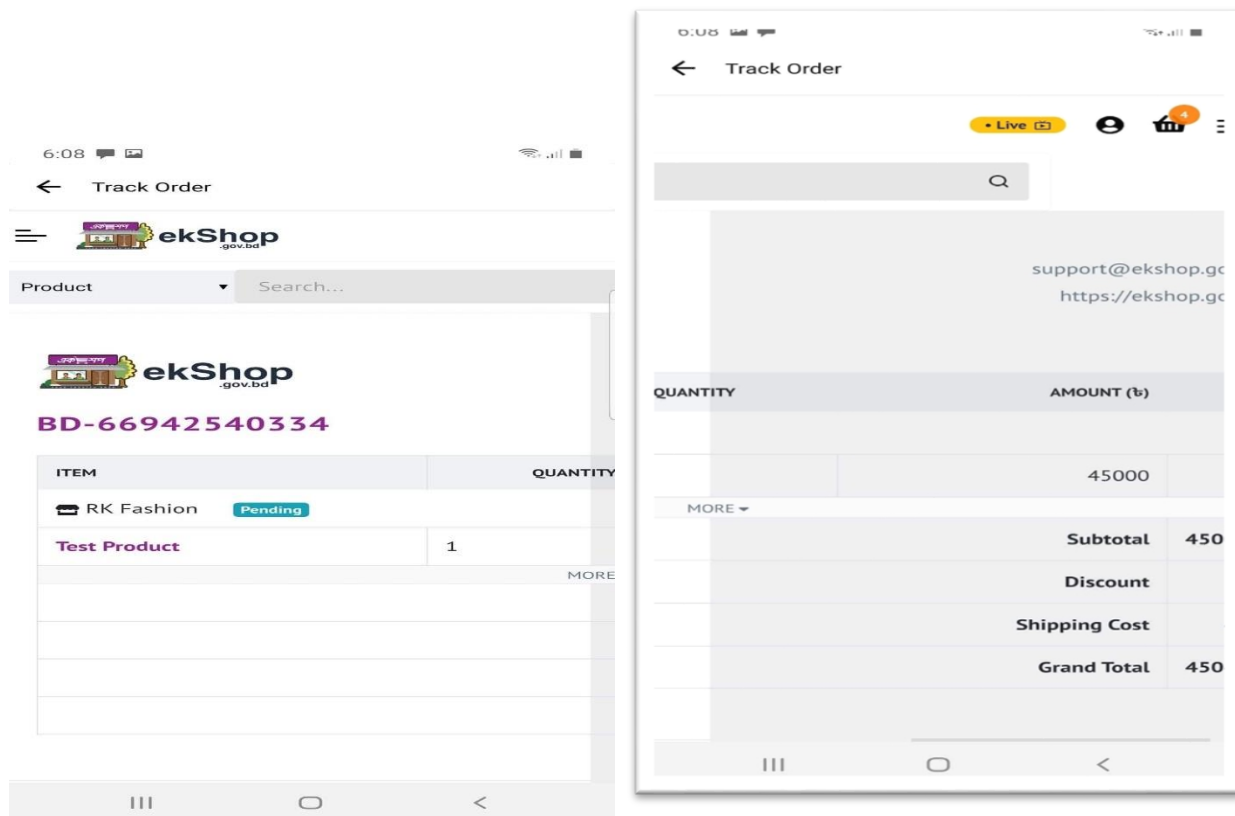 6:08
Track Order
ekShop
.gov.bd
Product
Search...
ekShop
.gov.bd
BD-66942540334
ITEM QUANTITY
RK Fashion Pending
Test Product 1
MORE
6:08
Track Order
• Live
4
support@ekshop.go
https://ekshop.go
QUANTITY AMOUNT (৳)
45000
MORE
Subtotal 450
Discount
Shipping Cost
Grand Total 450